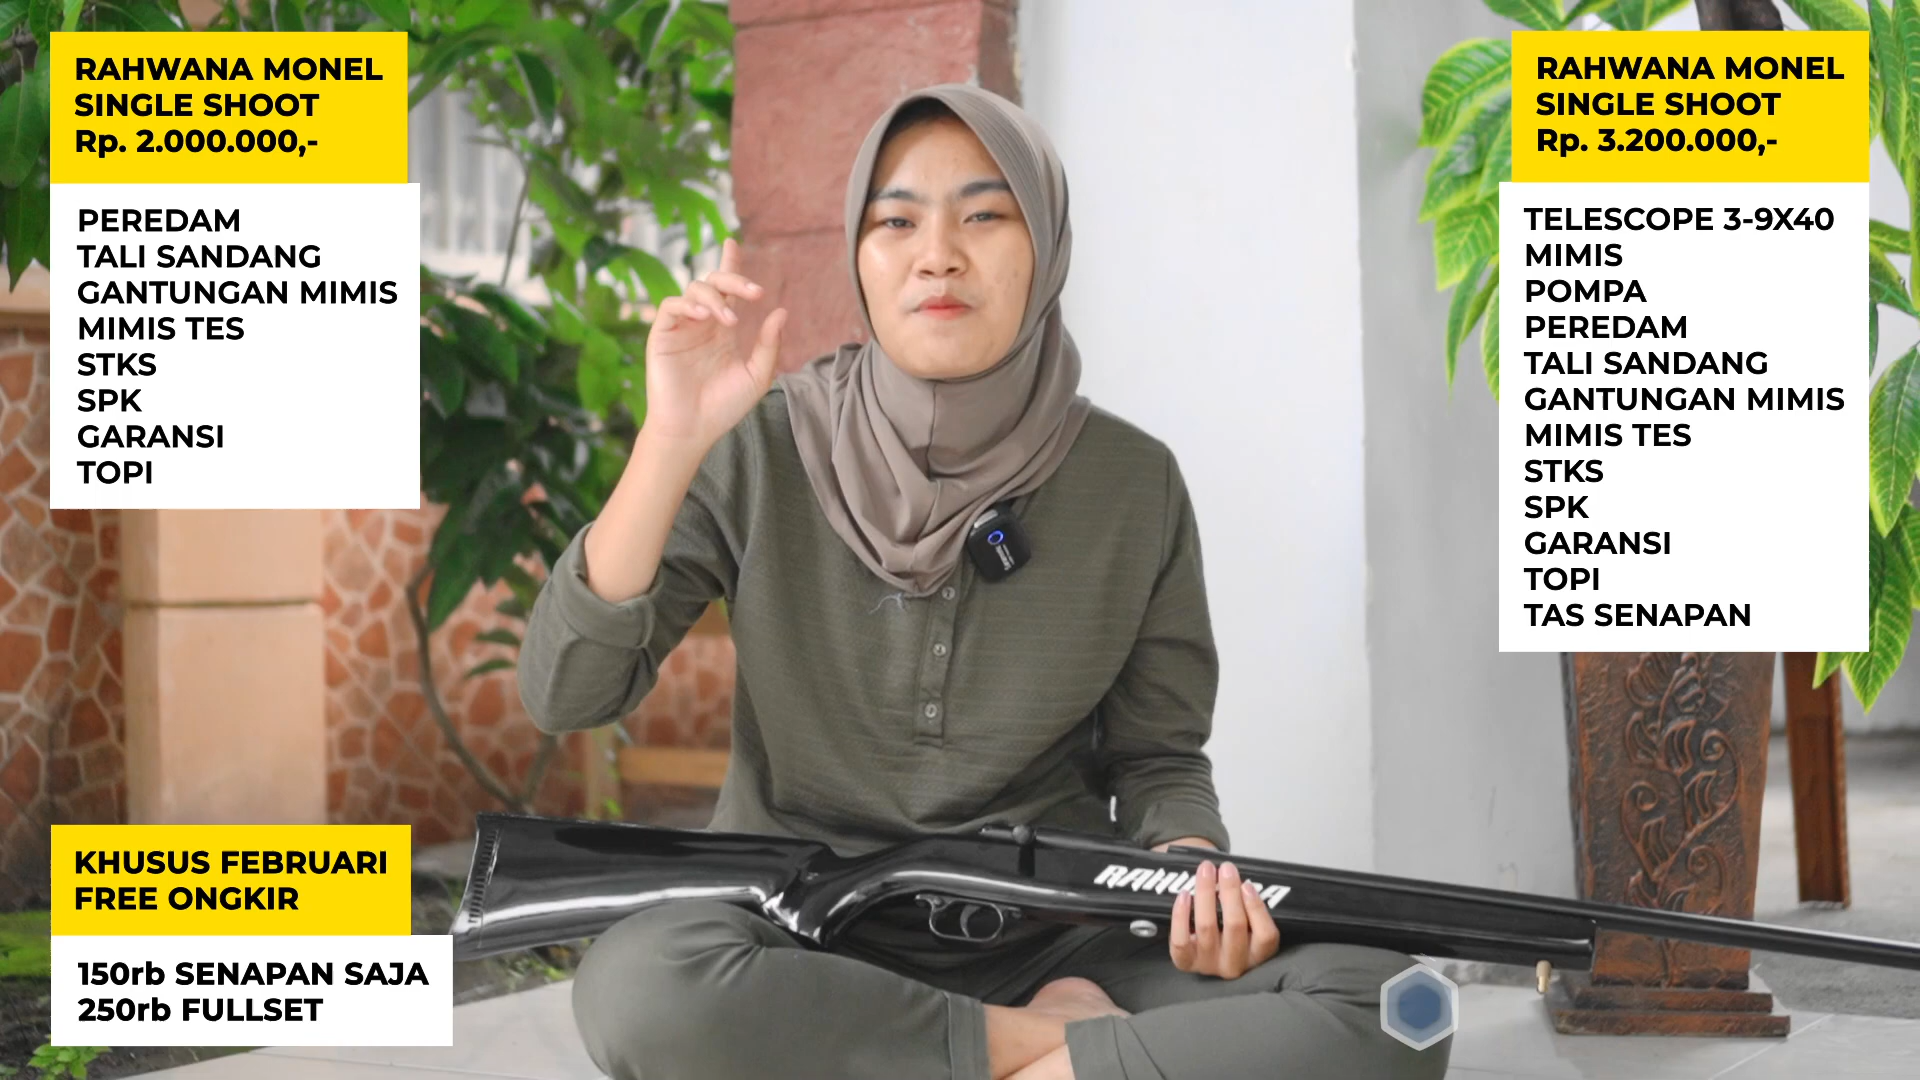 RAHWANA MONEL
SINGLE SHOOT
Rp. 2.000.000,-
PEREDAM
TALI SANDANG
GANTUNGAN MIMIS
MIMIS TES
STKS
SPK
GARANSI
TOPI
RAHWANA MONEL
SINGLE SHOOT
Rp. 3.200.000,-
TELESCOPE 3-9X40
MIMIS
POMPA
PEREDAM
TALI SANDANG
GANTUNGAN MIMIS
MIMIS TES
STKS
SPK
GARANSI
TOPI
TAS SENAPAN
KHUSUS FEBRUARI
FREE ONGKIR
150rb SENAPAN SAJA
250rb FULLSET